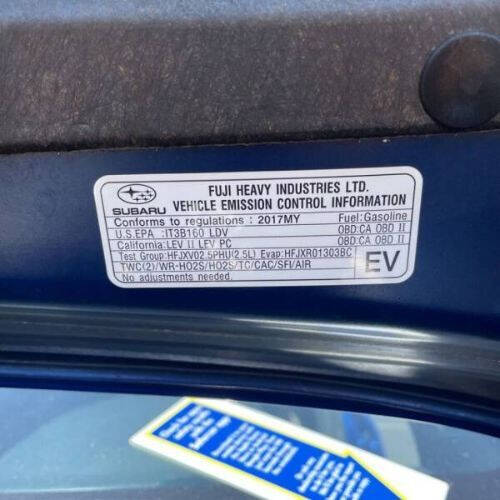 SUBARU
FUJI HEAVY INDUSTRIES LTD.
VEHICLE EMISSION CONTROL INFORMATION
Conforms to regulations : 2017MY Fuel:Gasoline
U.S.EPA :IT3B160 LDV OBD:CA OBD II
California:LEV II LEV PC OBD:CA OBD II
Test Group:HFJXV02.5PHU(2.5L) Evap:HFJXR01303BC
TWC(2)/WR-HO2S/HO2S/TC/CAC/SFI/AIR
No adjustments needed.
EV